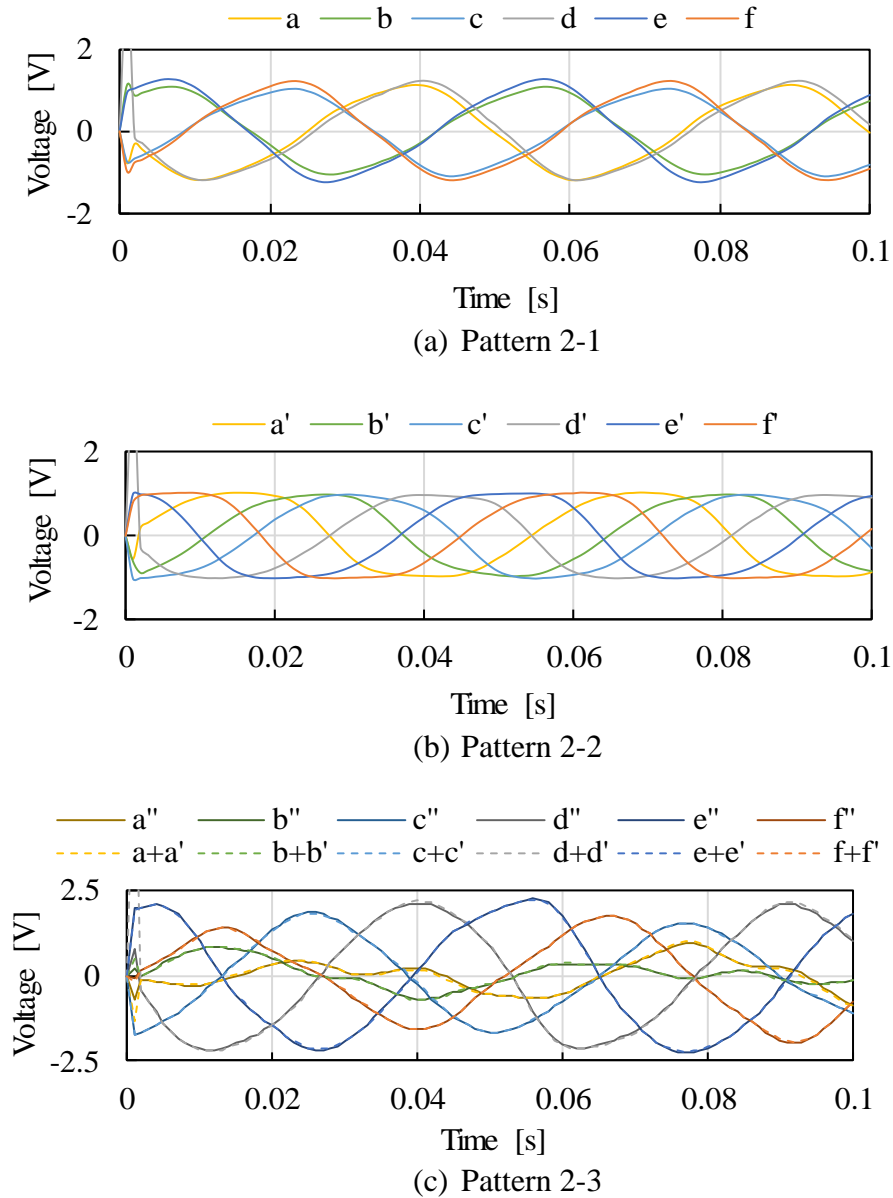 a b c d e f
2
0
-2
Voltage [V]
0 0.02 0.04 0.06 0.08 0.1
Time [s]
(a) Pattern 2-1
a' b' c' d' e' f'
2
0
-2
Voltage [V]
0 0.02 0.04 0.06 0.08 0.1
Time [s]
(b) Pattern 2-2
a'' b'' c'' d'' e'' f''
a+a' b+b' c+c' d+d' e+e' f+f'
2.5
0
-2.5
Voltage [V]
0 0.02 0.04 0.06 0.08 0.1
Time [s]
(c) Pattern 2-3